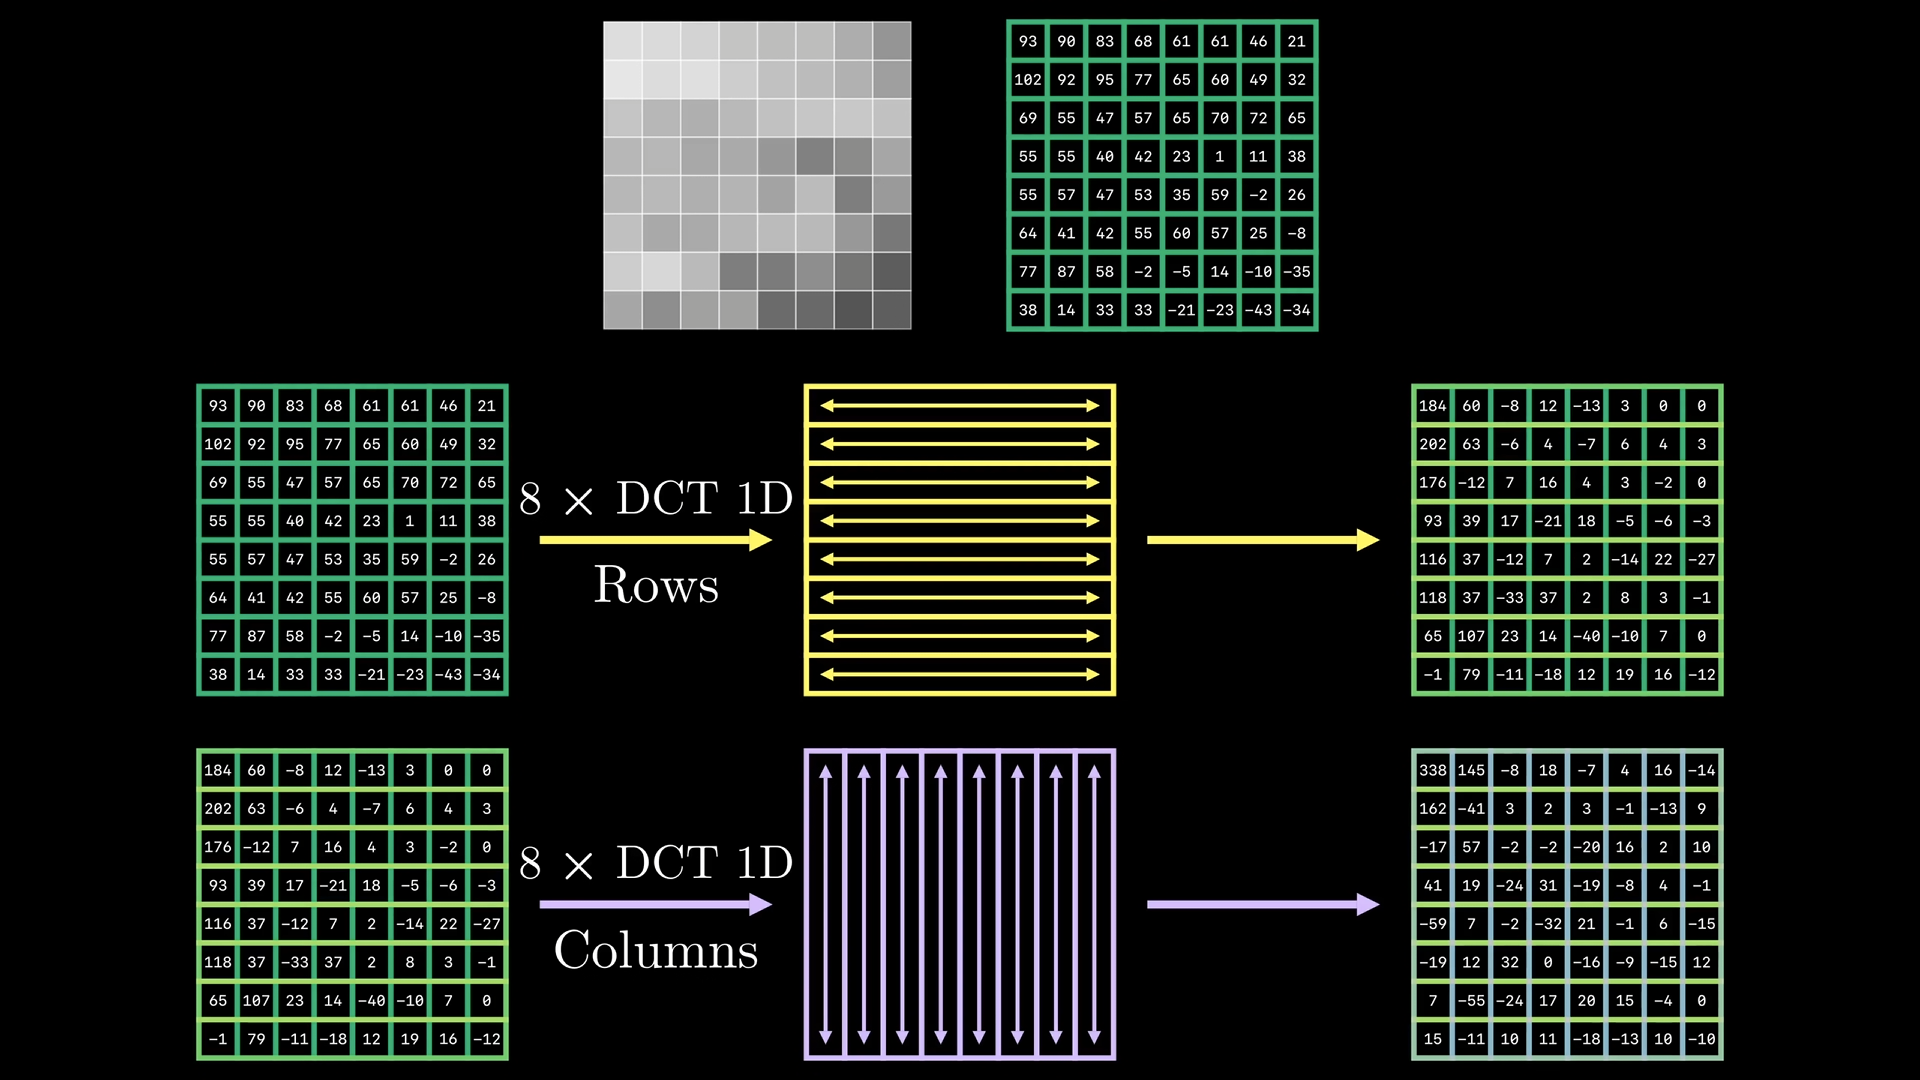 93 90 83 68 61 61 46 21
102 92 95 77 65 60 49 32
69 55 47 57 65 70 72 65
55 55 40 42 23 1 11 38
55 57 47 53 35 59 −2 26
64 41 42 55 60 57 25 −8
77 87 58 −2 −5 14 −10 −35
38 14 33 33 −21 −23 −43 −34
93 90 83 68 61 61 46 21
102 92 95 77 65 60 49 32
69 55 47 57 65 70 72 65
55 55 40 42 23 1 11 38
55 57 47 53 35 59 −2 26
64 41 42 55 60 57 25 −8
77 87 58 −2 −5 14 −10 −35
38 14 33 33 −21 −23 −43 −34
8 × DCT 1D
Rows
184 60 −8 12 −13 3 0 0
202 63 −6 4 −7 6 4 3
176 −12 7 16 4 3 −2 0
93 39 17 −21 18 −5 −6 −3
116 37 −12 7 2 −14 22 −27
118 37 −33 37 2 8 3 −1
65 107 23 14 −40 −10 7 0
−1 79 −11 −18 12 19 16 −12
184 60 −8 12 −13 3 0 0
202 63 −6 4 −7 6 4 3
176 −12 7 16 4 3 −2 0
93 39 17 −21 18 −5 −6 −3
116 37 −12 7 2 −14 22 −27
118 37 −33 37 2 8 3 −1
65 107 23 14 −40 −10 7 0
−1 79 −11 −18 12 19 16 −12
8 × DCT 1D
Columns
338 145 −8 18 −7 4 16 −14
162 −41 3 2 3 −1 −13 9
−17 57 −2 −2 −20 16 2 10
41 19 −24 31 −19 −8 4 −1
−59 7 −2 −32 21 −1 6 −15
−19 12 32 0 −16 −9 −15 12
7 −55 −24 17 20 15 −4 0
15 −11 10 11 −18 −13 10 −10